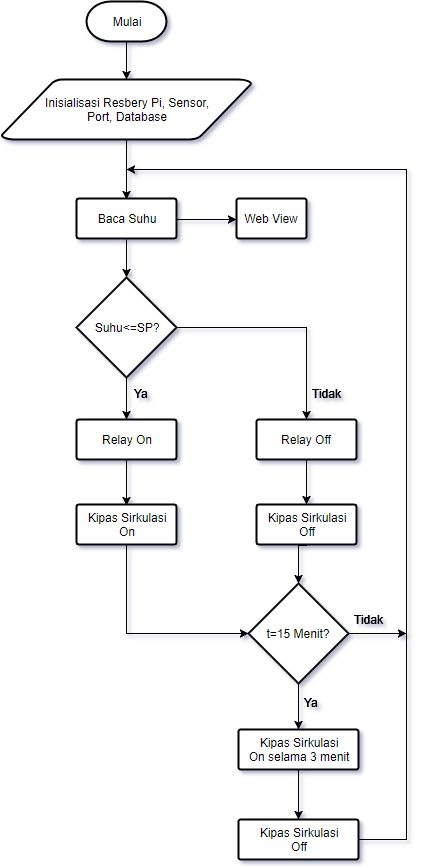 Mulai
Inisialisasi Resbery Pi, Sensor,
Port, Database
Baca Suhu
Web View
Suhu<=SP?
Ya
Tidak
Relay On
Relay Off
Kipas Sirkulasi
On
Kipas Sirkulasi
Off
t=15 Menit?
Tidak
Ya
Kipas Sirkulasi
On selama 3 menit
Kipas Sirkulasi
Off